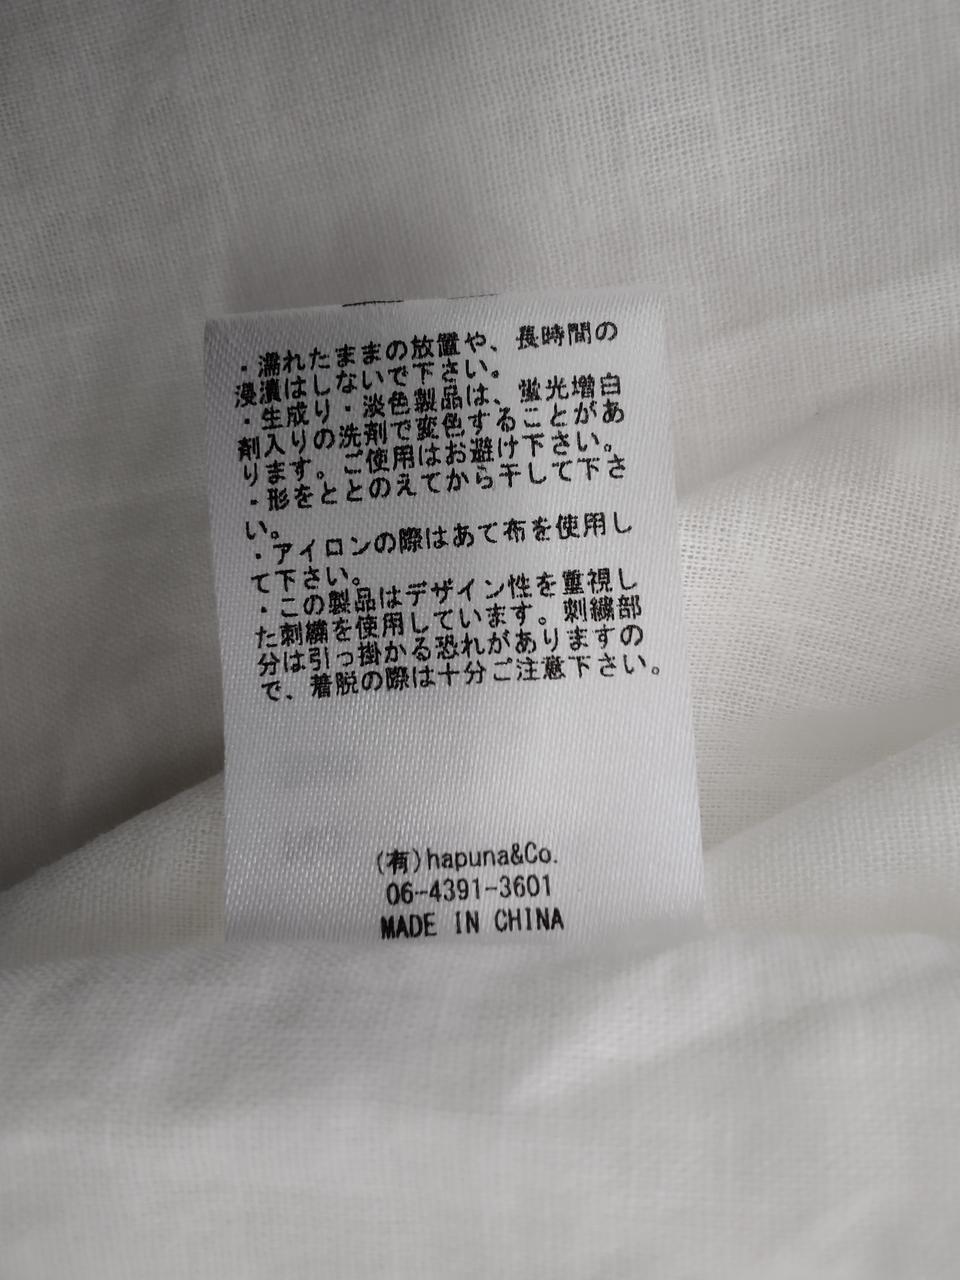 ・濡れたままの放置や、長時間の
浸漬はしないで下さい。
・生成り・淡色製品は、蛍光増白
剤入りの洗剤で変色することがあ
ります。ご使用はお避け下さい。
・形をととのえてから干して下さ
い。
・アイロンの際はあて布を使用し
て下さい。
・この製品はデザイン性を重視し
た刺繍を使用しています。刺繍部
分は引っ掛かる恐れがありますの
で、着脱の際は十分ご注意下さい。
(有)hapuna&Co.
06-4391-3601
MADE IN CHINA